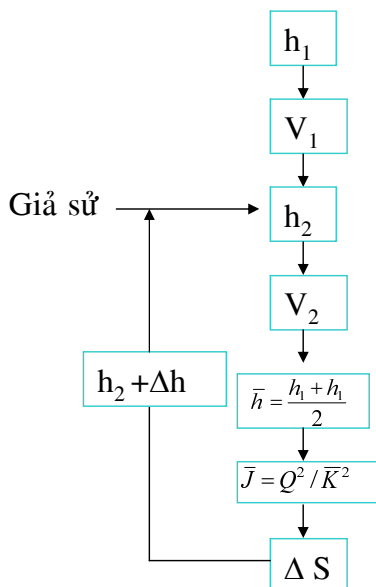 h₁
V₁
Giả sử
h₂
V₂
h₂ +Δh
h̄ = (h₁ + h₁)/2
J̄ = Q² / K̄²
Δ S